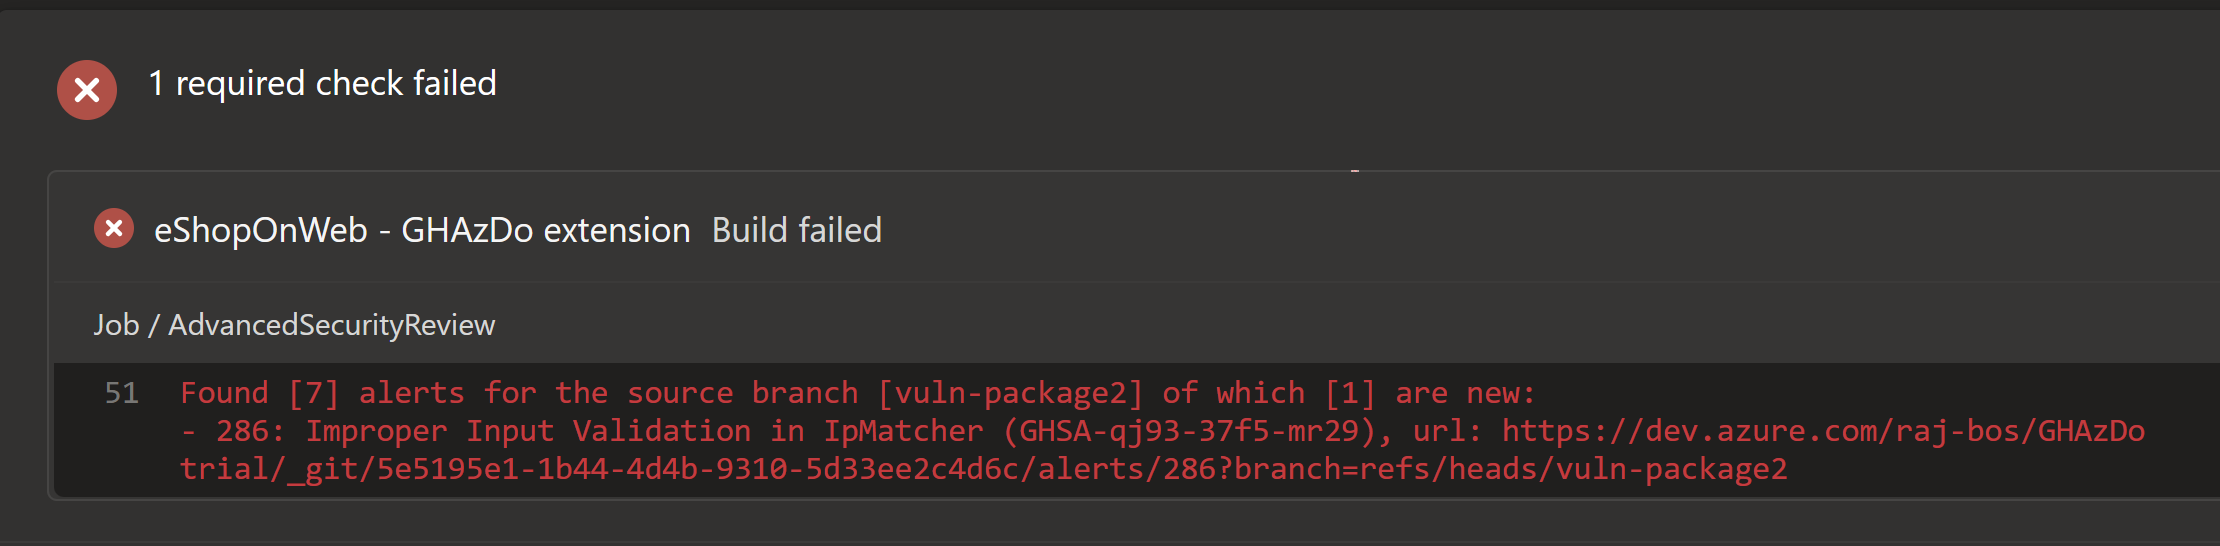 1 required check failed
eShopOnWeb - GHAzDo extension Build failed
Job / AdvancedSecurityReview
51 Found [7] alerts for the source branch [vuln-package2] of which [1] are new:
- 286: Improper Input Validation in IpMatcher (GHSA-qj93-37f5-mr29), url: https://dev.azure.com/raj-bos/GHAzDo
trial/_git/5e5195e1-1b44-4d4b-9310-5d33ee2c4d6c/alerts/286?branch=refs/heads/vuln-package2